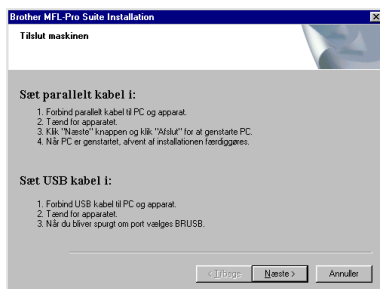 Brother MFL-Pro Suite Installation
Tilslut maskinen
Sæt parallelt kabel i:
1. Forbind parallelt kabel til PC og apparat.
2. Tænd for apparatet.
3. Klik "Næste" knappen og klik "Afslut" for at genstarte PC.
4. Når PC er genstartet, afvent af installationen færdiggøres.
Sæt USB kabel i:
1. Forbind USB kabel til PC og apparat.
2. Tænd for apparatet.
3. Når du bliver spurgt om port vælges BRUSB.
< Tilbage Næste > Annuller